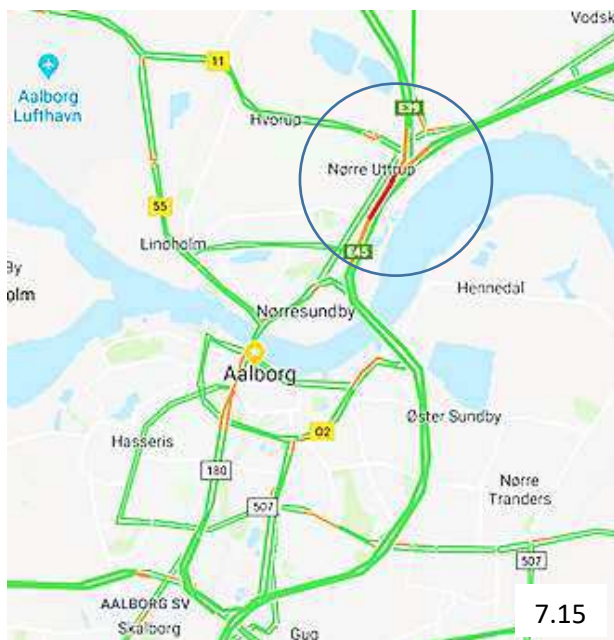 Vodsk
11
Aalborg
Lufthavn
E39
Hvorup
Nørre Uttrup
55
Lindholm
E45
By
olm
Hennedal
Nørresundby
Aalborg
Øster Sundby
02
Hasseris
180
Nørre
Tranders
507
507
AALBORG SV
Skalborg
Gug
7.15